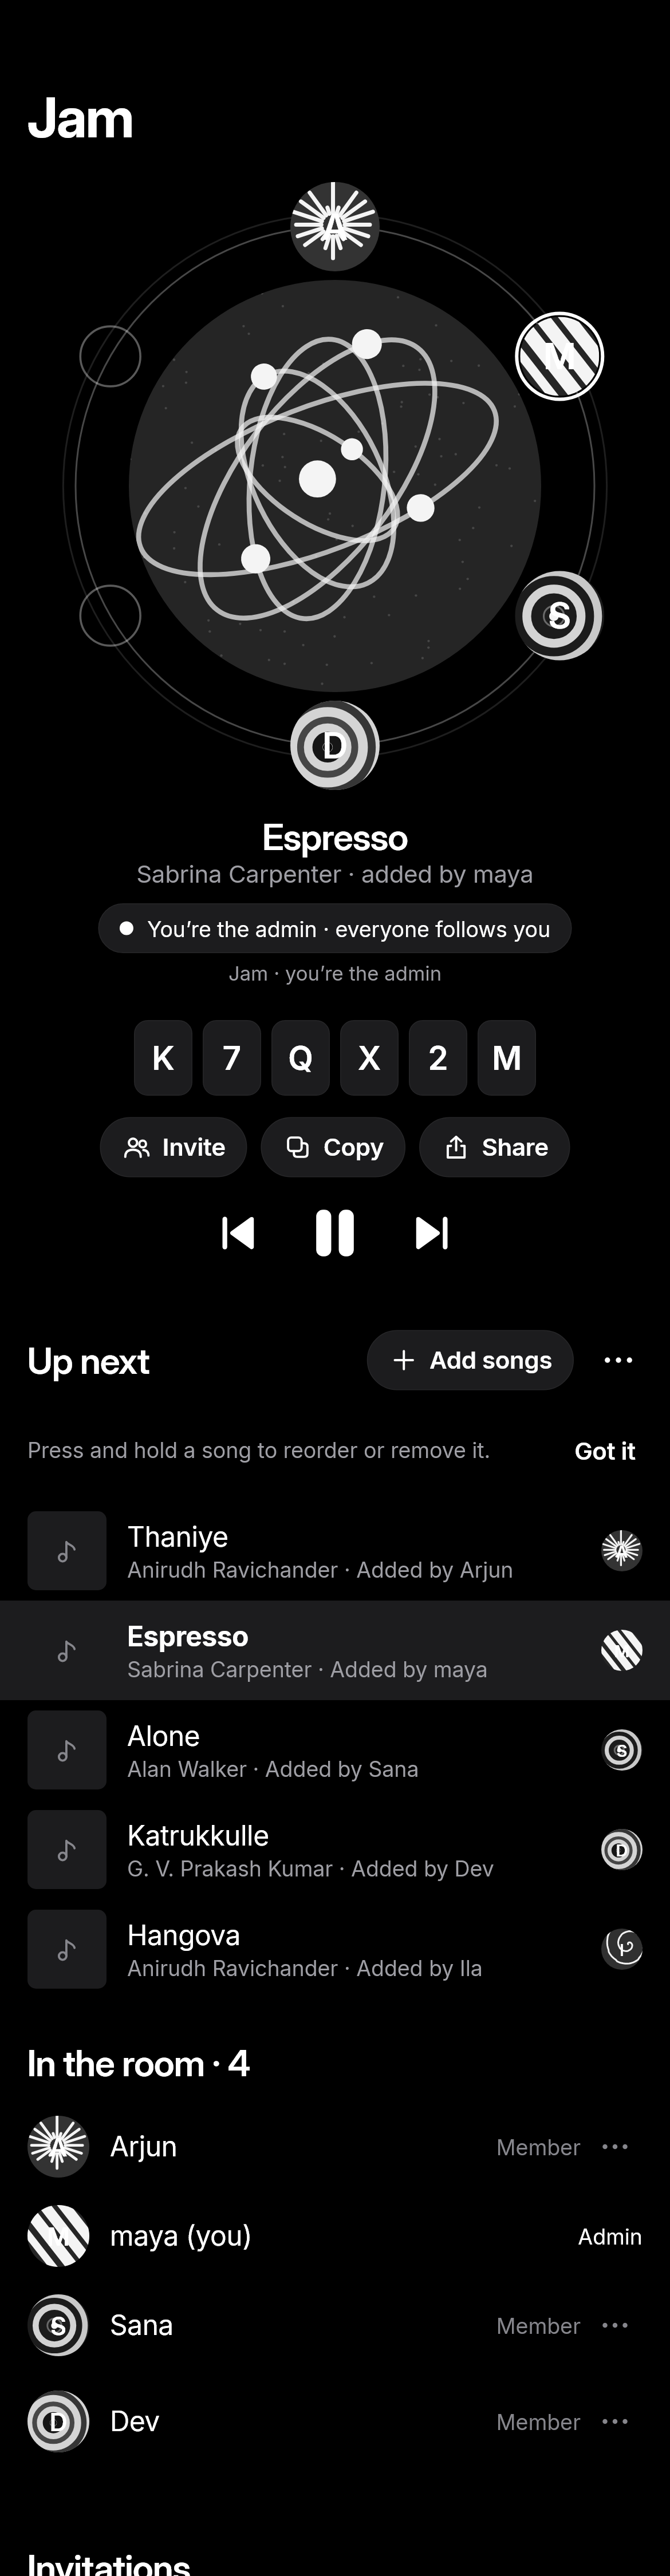 Jam
A
M
S
D
Espresso
Sabrina Carpenter · added by maya
You’re the admin · everyone follows you
Jam · you’re the admin
K 7 Q X 2 M
Invite Copy Share
Up next
Add songs
Press and hold a song to reorder or remove it.
Got it
Thaniye
Anirudh Ravichander · Added by Arjun
A
Espresso
Sabrina Carpenter · Added by maya
Alone
Alan Walker · Added by Sana
S
Katrukkulle
G. V. Prakash Kumar · Added by Dev
D
Hangova
Anirudh Ravichander · Added by Ila
I
In the room · 4
A
Arjun
Member
M
maya (you)
Admin
S
Sana
Member
D
Dev
Member
Invitations